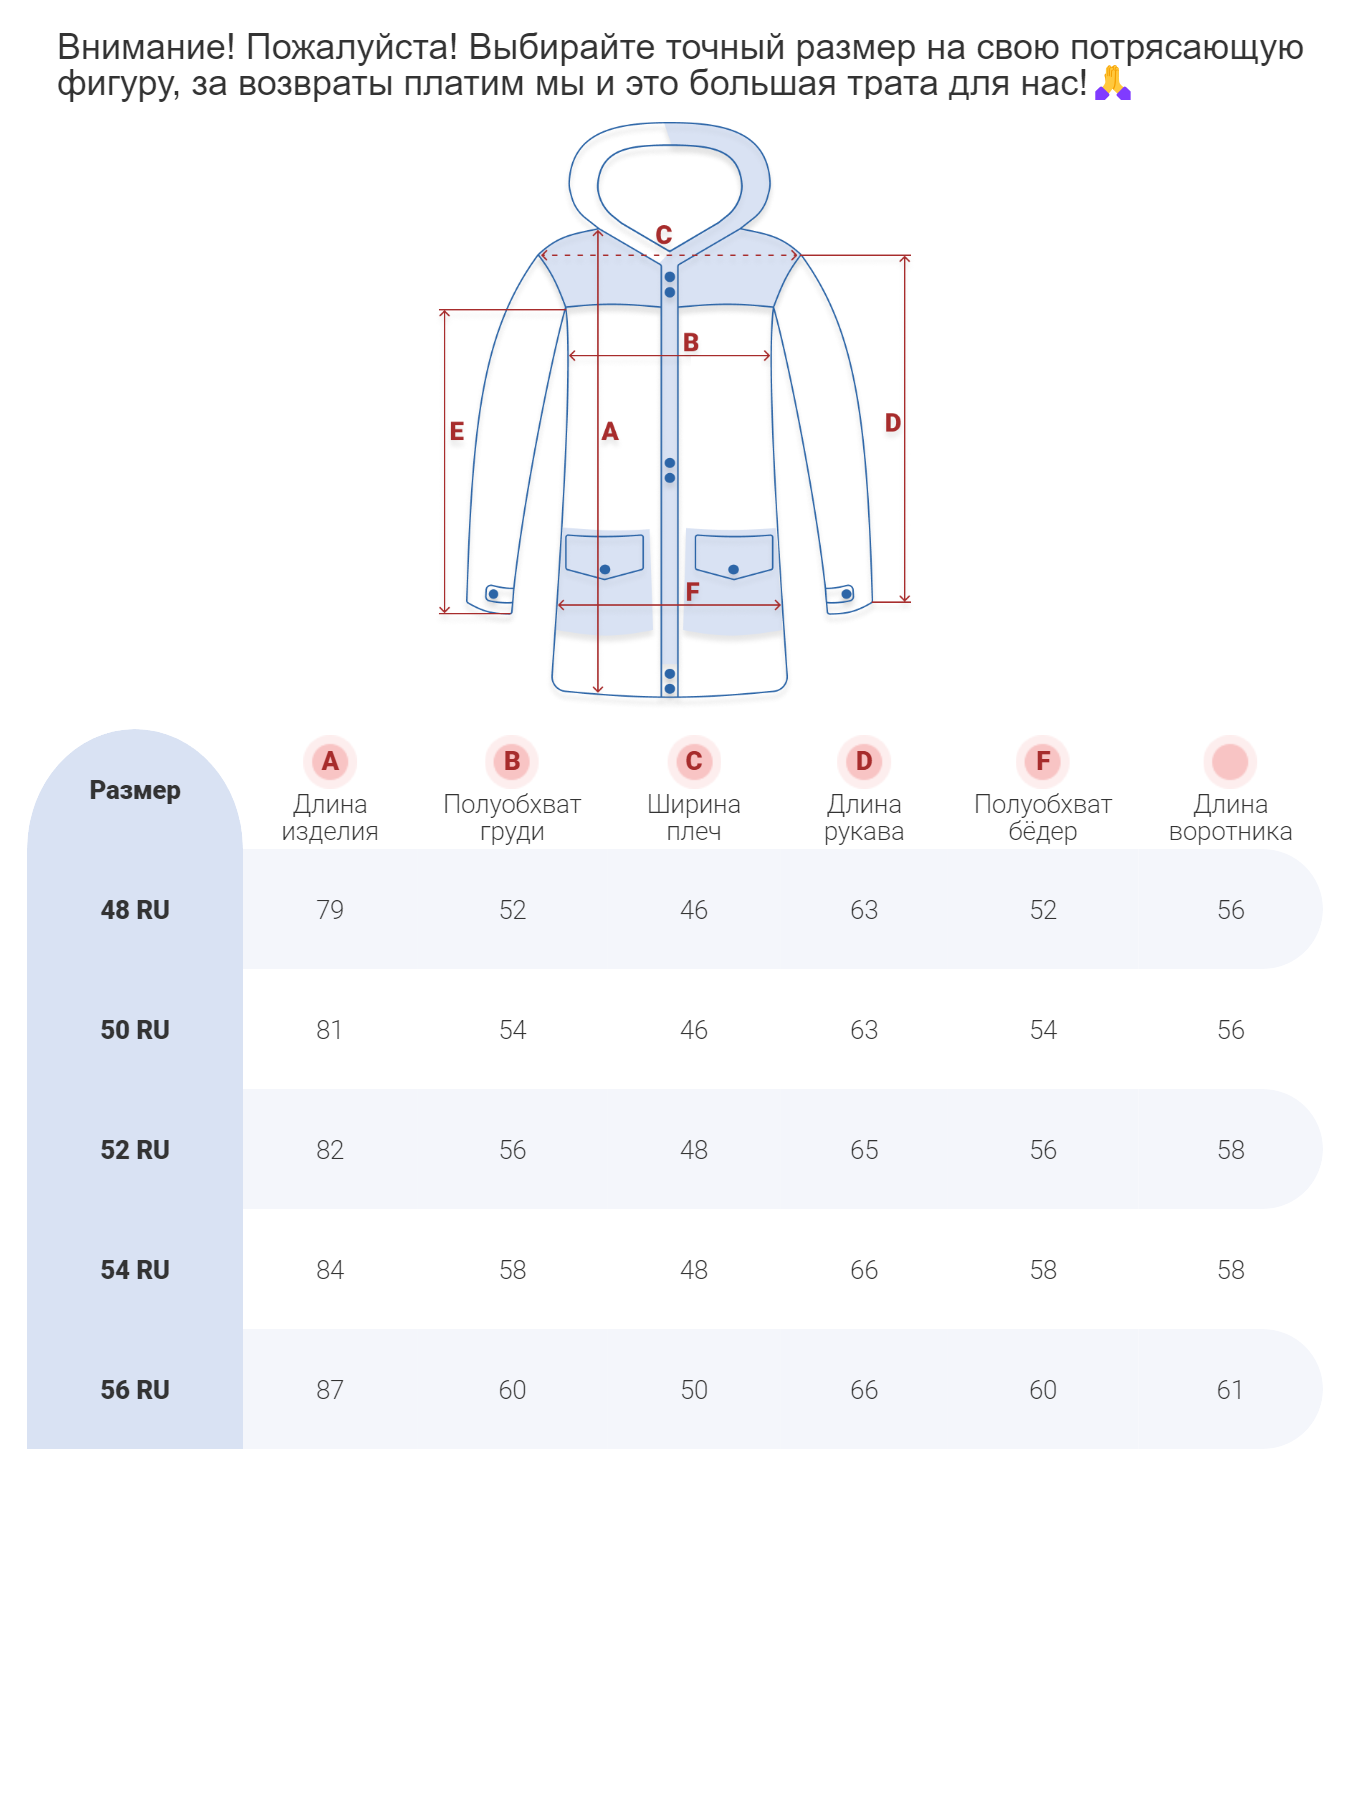 Внимание! Пожалуйста! Выбирайте точный размер на свою потрясающую
фигуру, за возвраты платим мы и это большая трата для нас!🙏
C
B
E
A
D
F
Размер
A
B
C
D
F
Длина
изделия
Полуобхват
груди
Ширина
плеч
Длина
рукава
Полуобхват
бёдер
Длина
воротника
48 RU 79 52 46 63 52 56
50 RU 81 54 46 63 54 56
52 RU 82 56 48 65 56 58
54 RU 84 58 48 66 58 58
56 RU 87 60 50 66 60 61